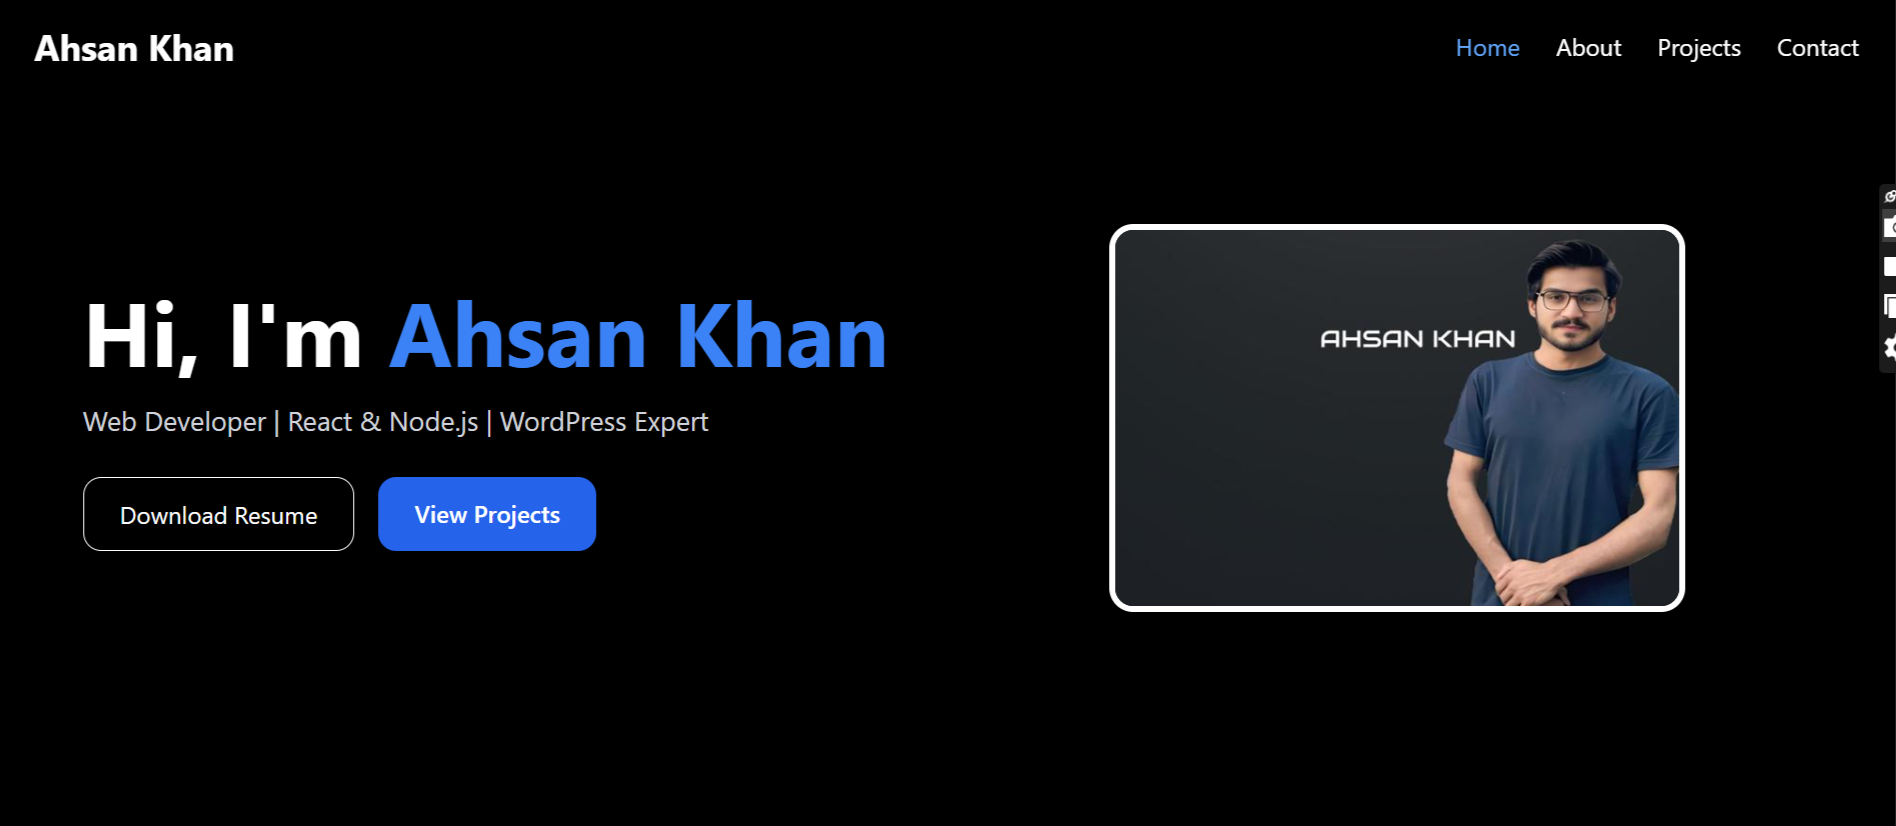 Ahsan Khan
Home About Projects Contact
Hi, I'm Ahsan Khan
Web Developer | React & Node.js | WordPress Expert
Download Resume View Projects
AHSAN KHAN